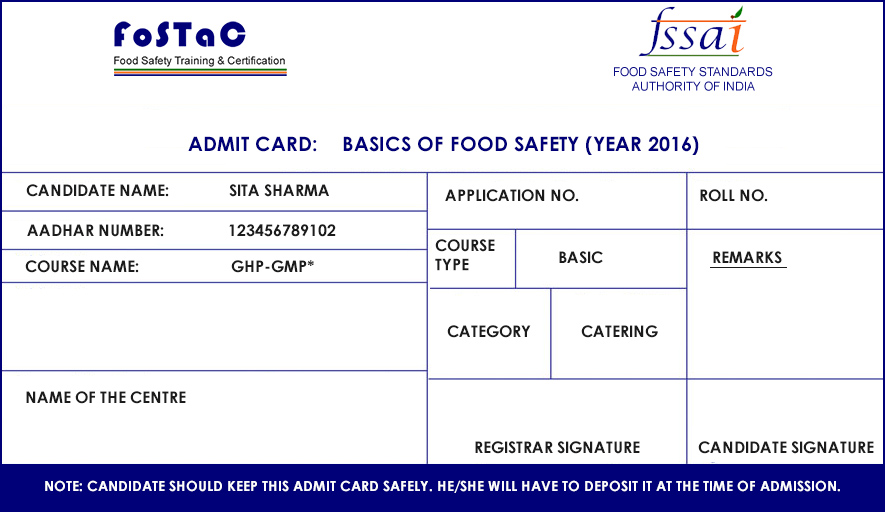 FoSTaC
Food Safety Training & Certification
fssai
FOOD SAFETY STANDARDS
AUTHORITY OF INDIA
ADMIT CARD: BASICS OF FOOD SAFETY (YEAR 2016)
CANDIDATE NAME: SITA SHARMA
AADHAR NUMBER: 123456789102
COURSE NAME: GHP-GMP*
NAME OF THE CENTRE
APPLICATION NO.
ROLL NO.
COURSE
TYPE
BASIC
REMARKS
CATEGORY
CATERING
REGISTRAR SIGNATURE
CANDIDATE SIGNATURE
NOTE: CANDIDATE SHOULD KEEP THIS ADMIT CARD SAFELY. HE/SHE WILL HAVE TO DEPOSIT IT AT THE TIME OF ADMISSION.